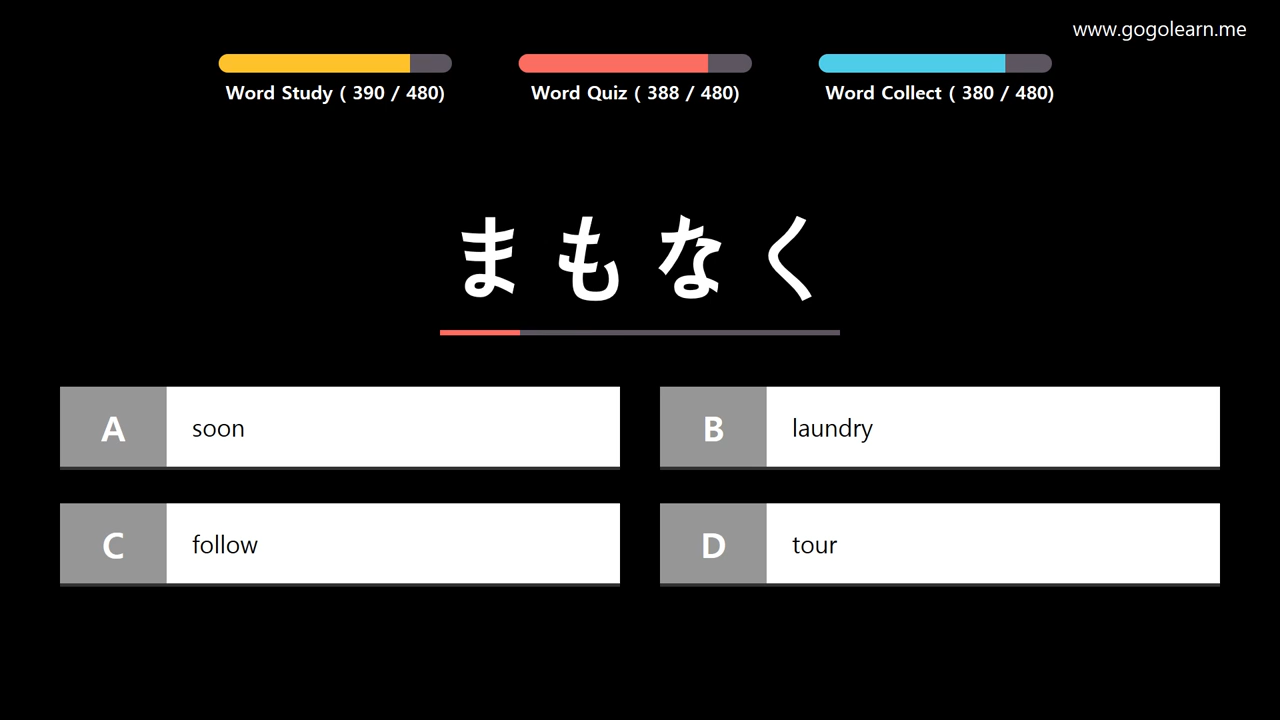 www.gogolearn.me
Word Study ( 390 / 480)
Word Quiz ( 388 / 480)
Word Collect ( 380 / 480)
まもなく
A soon
B laundry
C follow
D tour